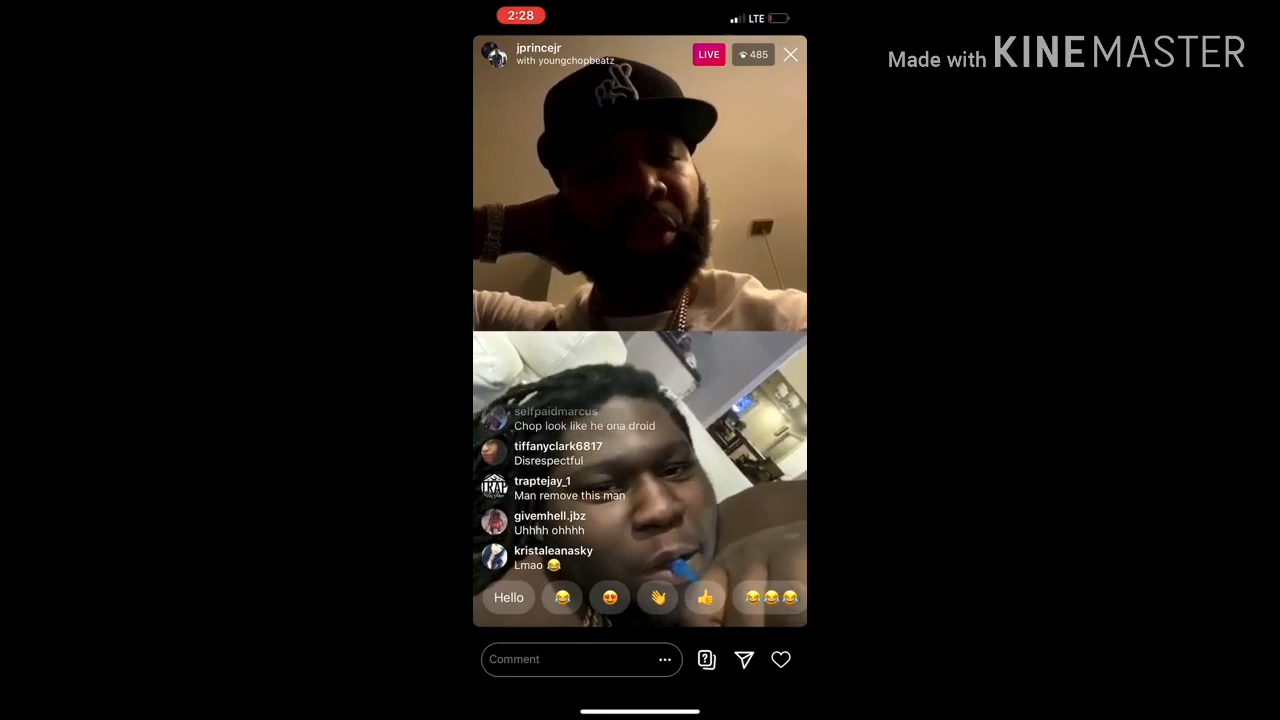 2:28
LTE
Made with KINEMASTER
jprincejr
with youngchopbeatz
LIVE
485
selfpaidmarcus
Chop look like he ona droid
tiffanyclark6817
Disrespectful
traptejay_1
Man remove this man
givemhell.jbz
Uhhhh ohhhh
kristaleanasky
Lmao 😂
Hello 😂 😍 👋 👍 😂😂😂
Comment